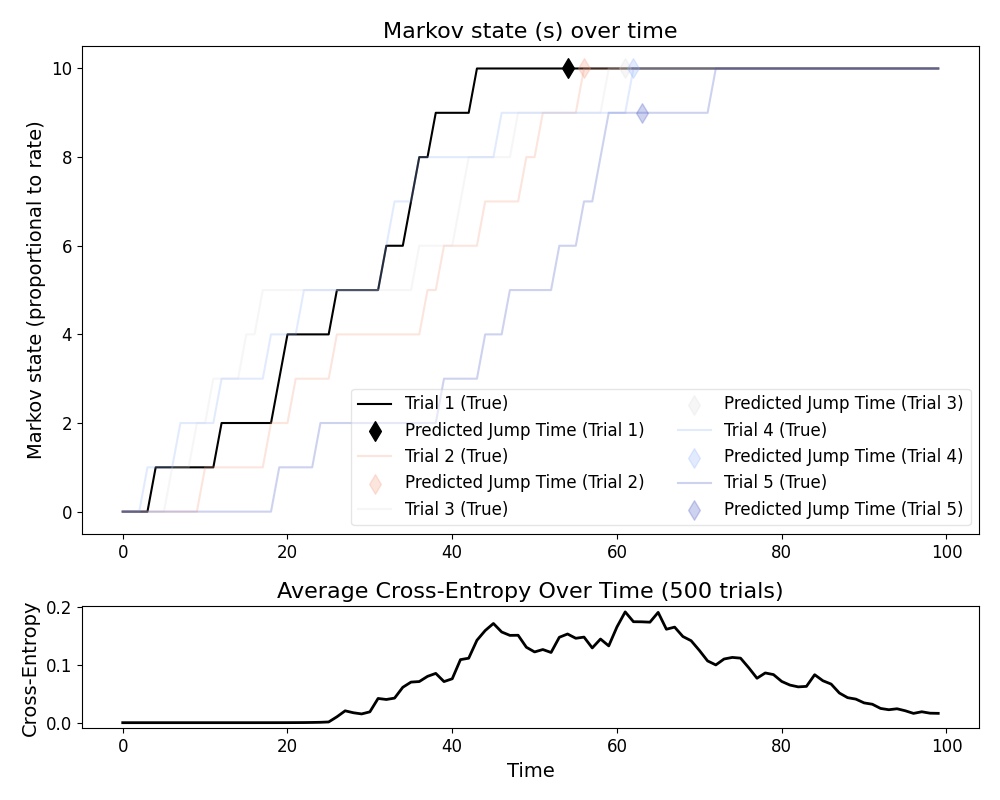 Markov state (s) over time
Markov state (proportional to rate)
10
8
6
4
2
0
Trial 1 (True)
Predicted Jump Time (Trial 1)
Trial 2 (True)
Predicted Jump Time (Trial 2)
Trial 3 (True)
Predicted Jump Time (Trial 3)
Trial 4 (True)
Predicted Jump Time (Trial 4)
Trial 5 (True)
Predicted Jump Time (Trial 5)
0 20 40 60 80 100
Average Cross-Entropy Over Time (500 trials)
Cross-Entropy
0.2
0.1
0.0
0 20 40 60 80 100
Time